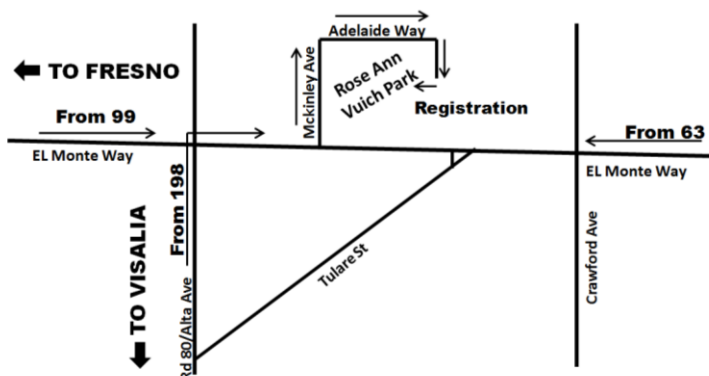 Adelaide Way
TO FRESNO
Mckinley Ave
Rose Ann
Vuich Park
Registration
From 99
From 63
EL Monte Way
EL Monte Way
From 198
TO VISALIA
Rd 80/Alta Ave
Tulare St
Crawford Ave